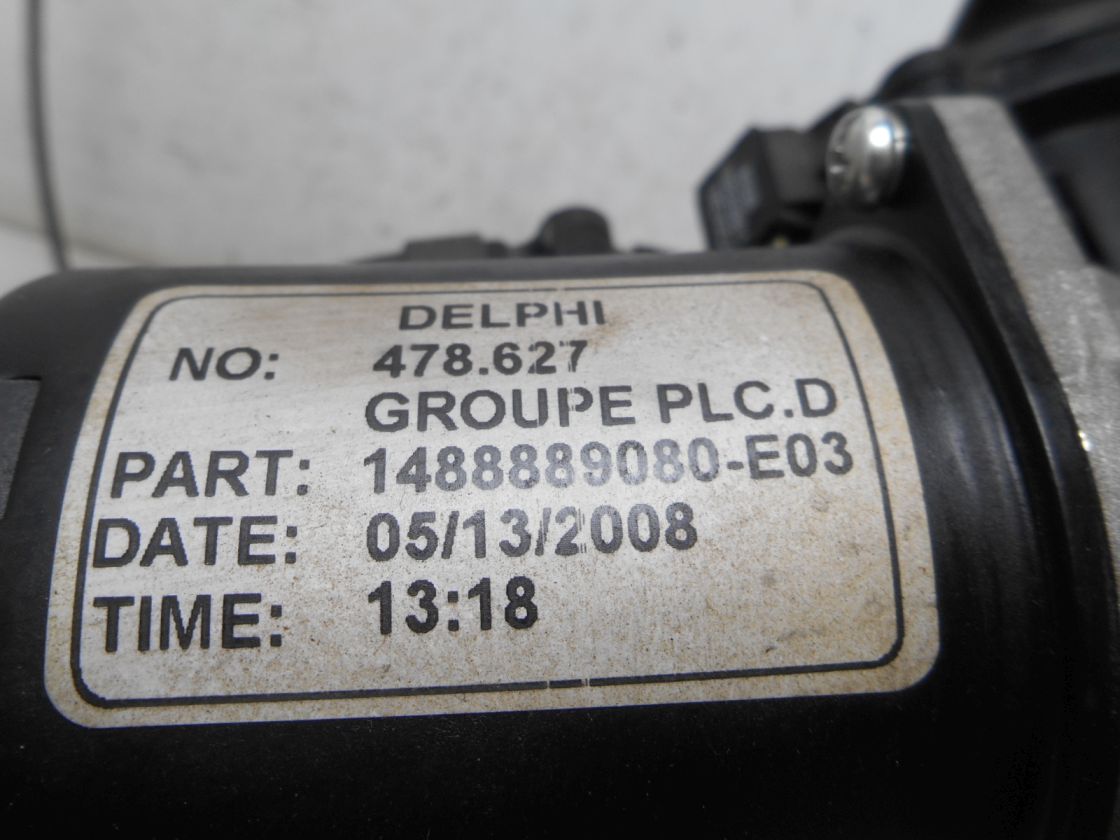 DELPHI
NO: 478.627
GROUPE PLC.D
PART: 1488889080-E03
DATE: 05/13/2008
TIME: 13:18